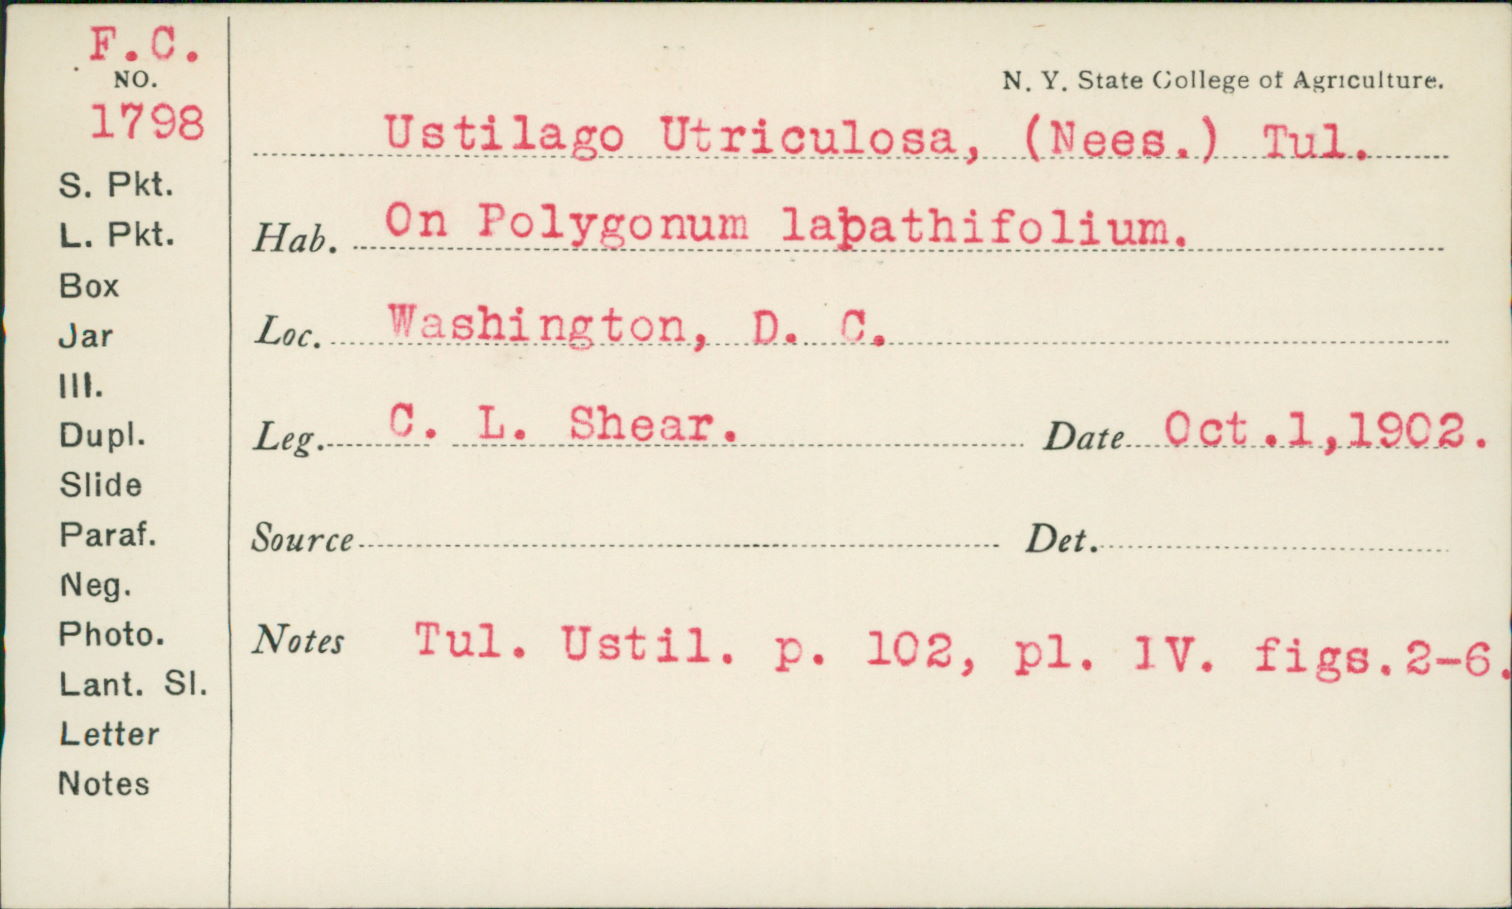 F.C.
NO.
1798
S. Pkt.
L. Pkt.
Box
Jar
Ill.
Dupl.
Slide
Paraf.
Neg.
Photo.
Lant. Sl.
Letter
Notes
N. Y. State College of Agriculture.
Ustilago Utriculosa, (Nees.) Tul.
Hab. On Polygonum lapathifolium.
Loc. Washington, D. C.
Leg. C. L. Shear. Date Oct.1,1902.
Source Det.
Notes Tul. Ustil. p. 102, pl. IV. figs.2-6.